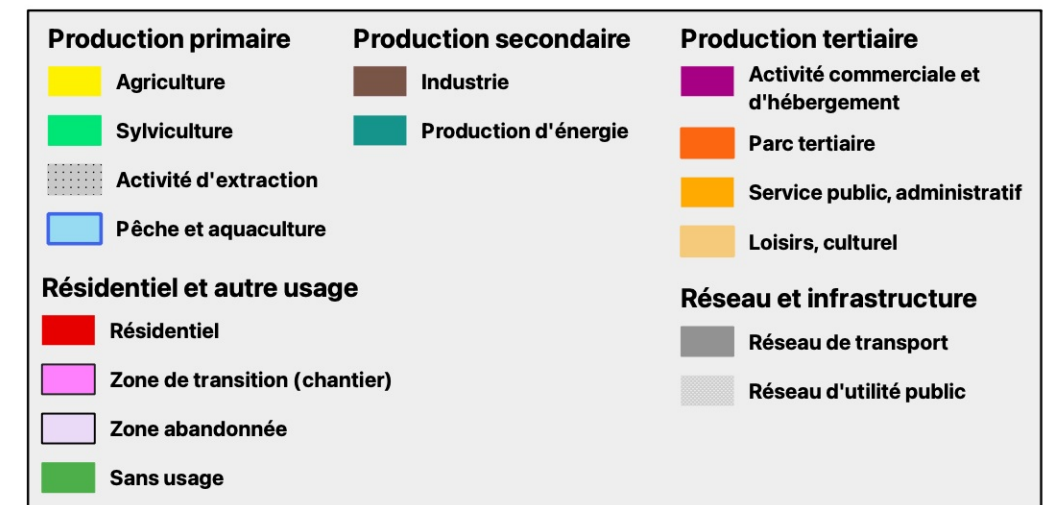 Production primaire
Agriculture
Sylviculture
Activité d'extraction
Pêche et aquaculture
Production secondaire
Industrie
Production d'énergie
Production tertiaire
Activité commerciale et
d'hébergement
Parc tertiaire
Service public, administratif
Loisirs, culturel
Résidentiel et autre usage
Résidentiel
Zone de transition (chantier)
Zone abandonnée
Sans usage
Réseau et infrastructure
Réseau de transport
Réseau d'utilité public